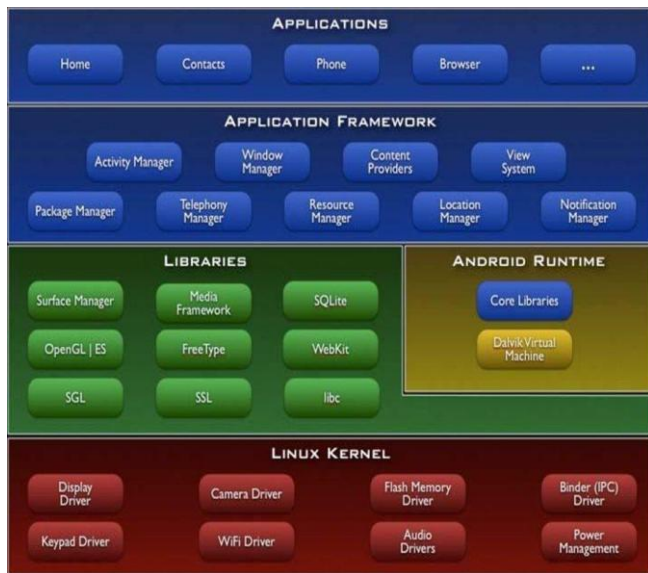 APPLICATIONS
Home
Contacts
Phone
Browser
...
APPLICATION FRAMEWORK
Activity Manager
Window
Manager
Content
Providers
View
System
Package Manager
Telephony
Manager
Resource
Manager
Location
Manager
Notification
Manager
LIBRARIES
Surface Manager
Media
Framework
SQLite
OpenGL | ES
FreeType
WebKit
SGL
SSL
libc
ANDROID RUNTIME
Core Libraries
Dalvik Virtual
Machine
LINUX KERNEL
Display
Driver
Camera Driver
Flash Memory
Driver
Binder (IPC)
Driver
Keypad Driver
WiFi Driver
Audio
Drivers
Power
Management